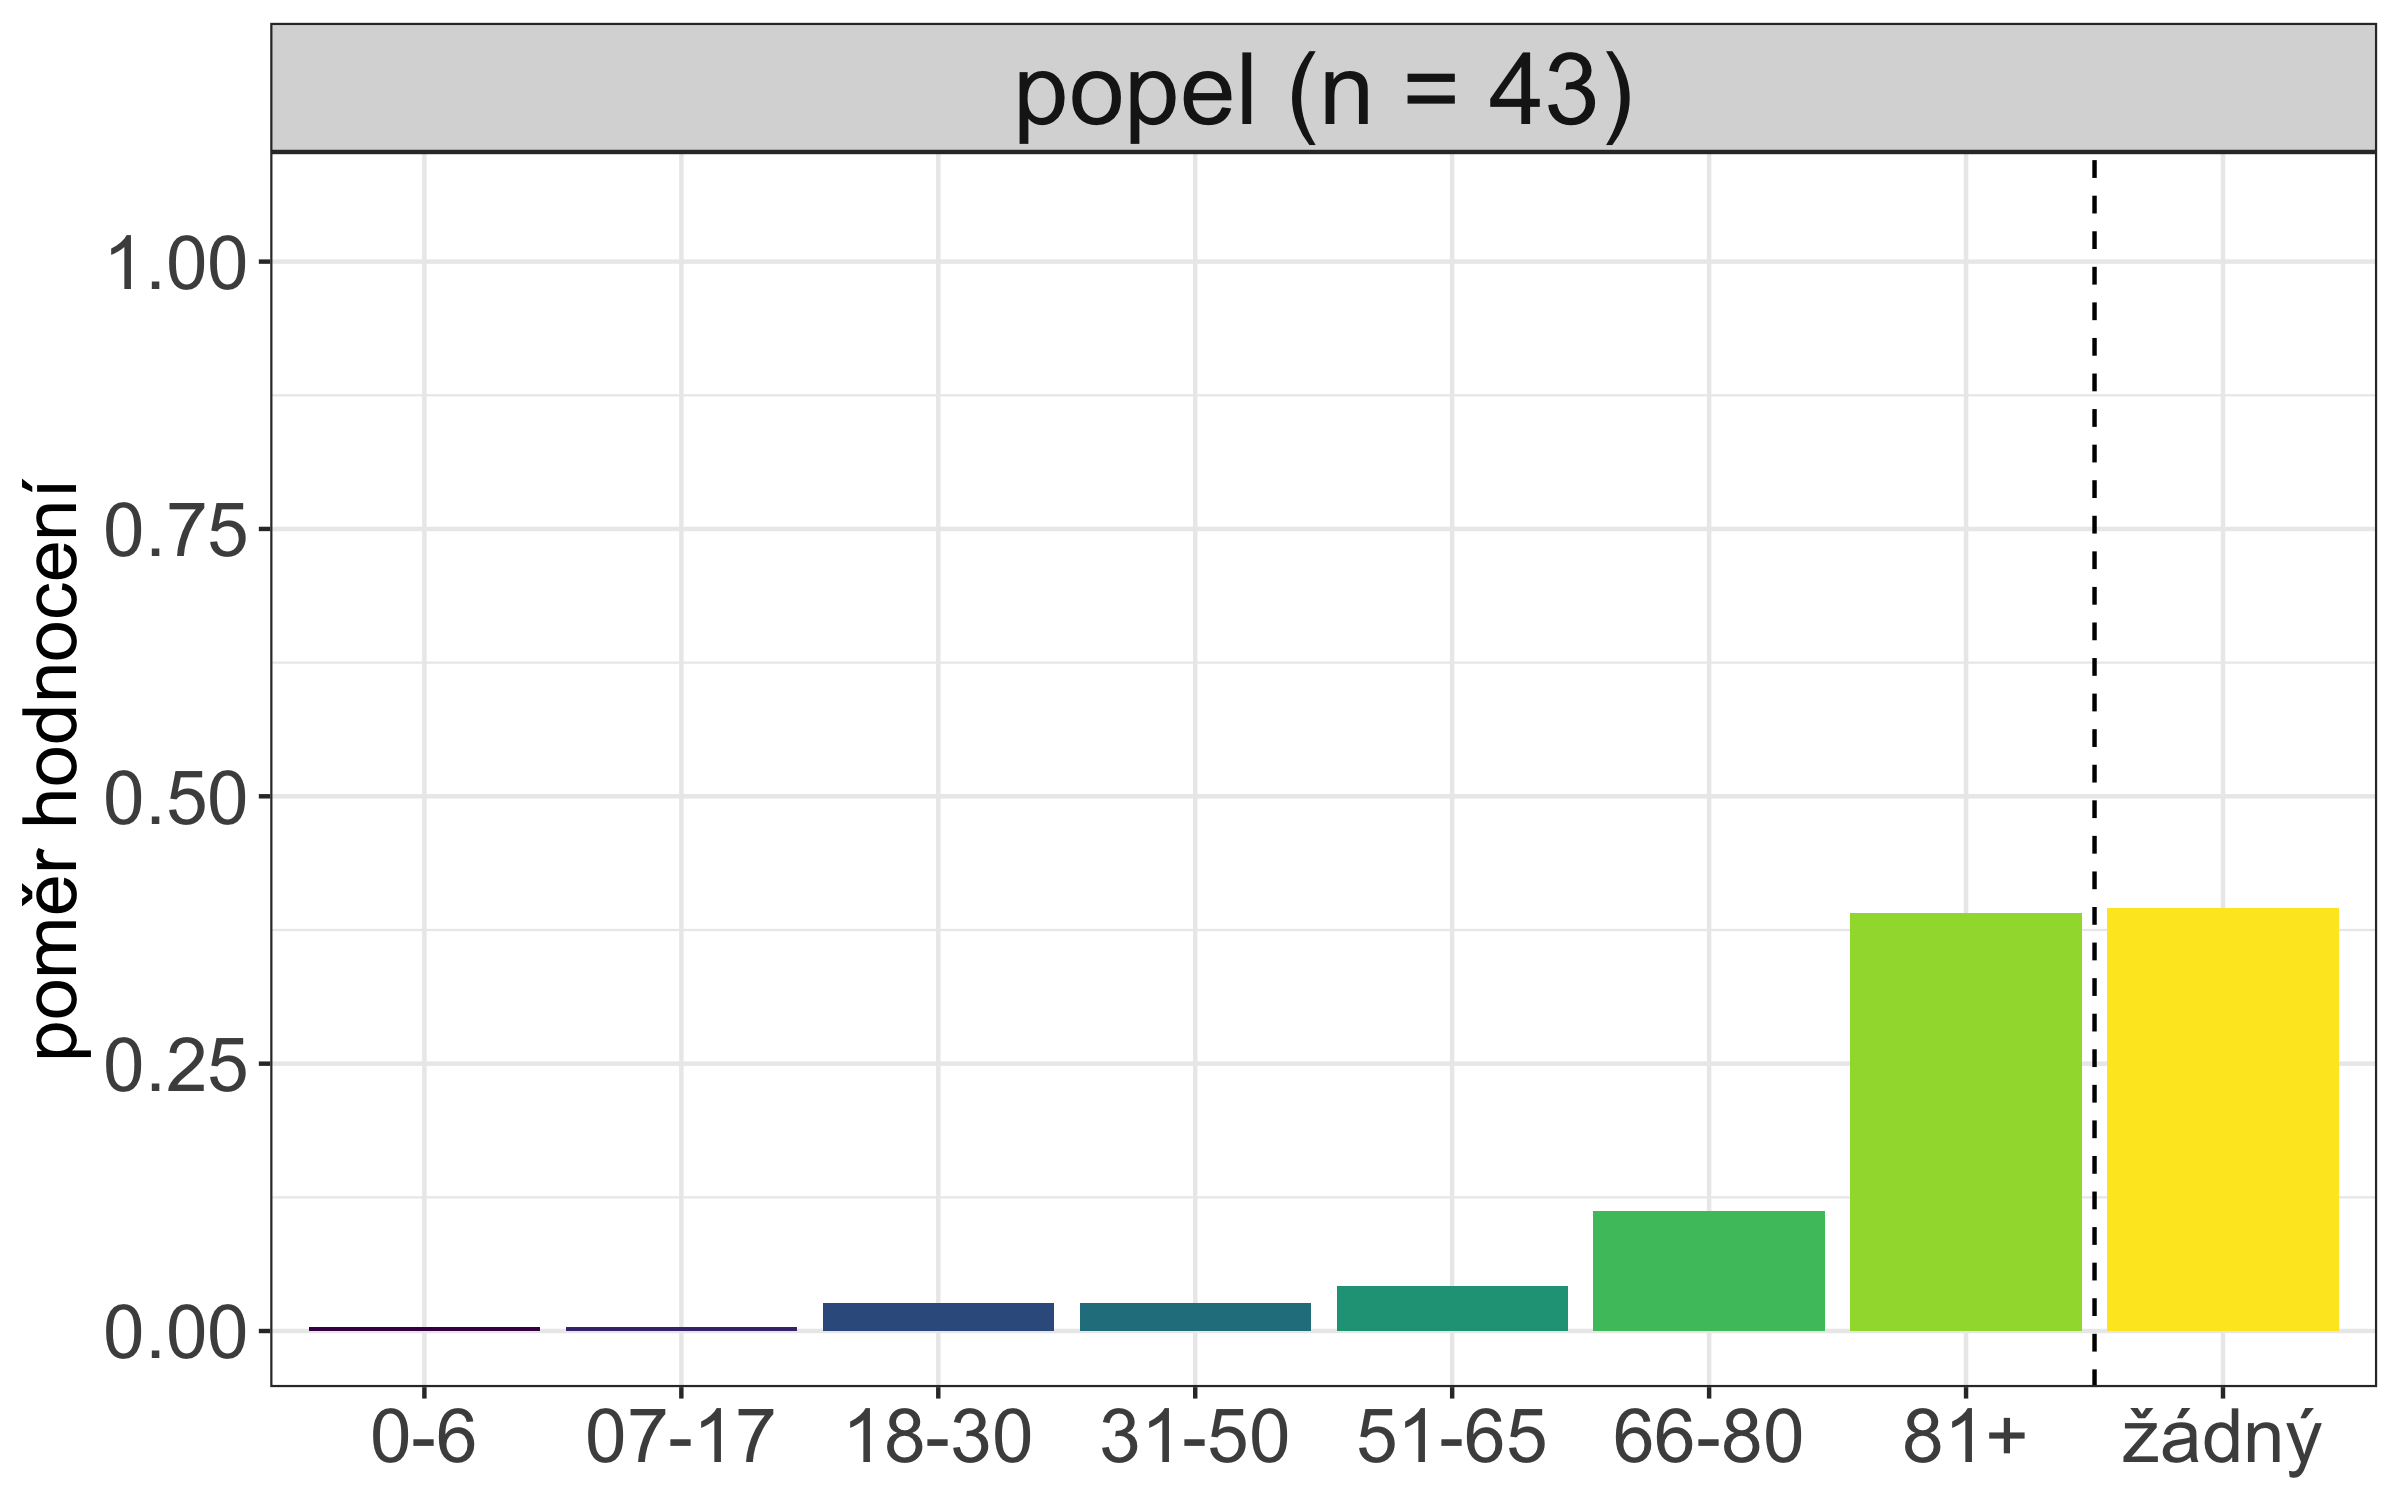 popel (n = 43)
poměr hodnocení
1.00
0.75
0.50
0.25
0.00
0-6 07-17 18-30 31-50 51-65 66-80 81+ žádný